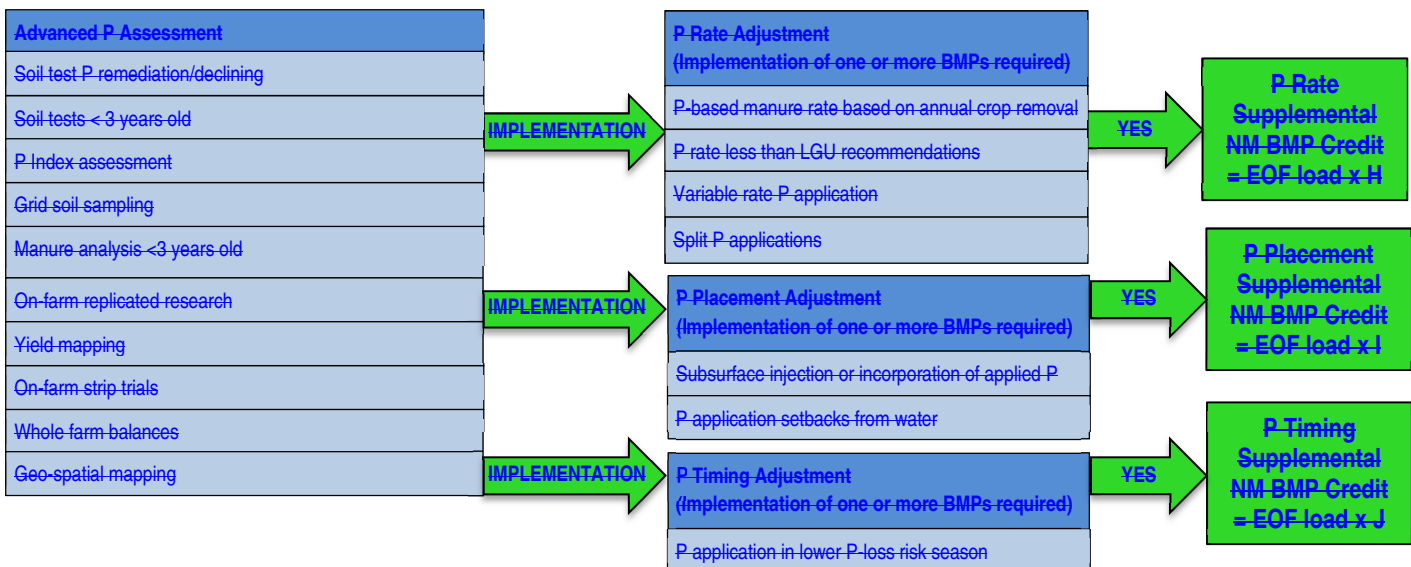 Advanced P Assessment
Soil test P remediation/declining
Soil tests < 3 years old
P Index assessment
Grid soil sampling
Manure analysis <3 years old
On-farm replicated research
Yield mapping
On-farm strip trials
Whole farm balances
Geo-spatial mapping
IMPLEMENTATION
IMPLEMENTATION
IMPLEMENTATION
P Rate Adjustment
(Implementation of one or more BMPs required)
P-based manure rate based on annual crop removal
P rate less than LGU recommendations
Variable rate P application
Split P applications
P Placement Adjustment
(Implementation of one or more BMPs required)
Subsurface injection or incorporation of applied P
P application setbacks from water
P Timing Adjustment
(Implementation of one or more BMPs required)
P application in lower P-loss risk season
YES
YES
YES
P Rate
Supplemental
NM BMP Credit
= EOF load x H
P Placement
Supplemental
NM BMP Credit
= EOF load x I
P Timing
Supplemental
NM BMP Credit
= EOF load x J